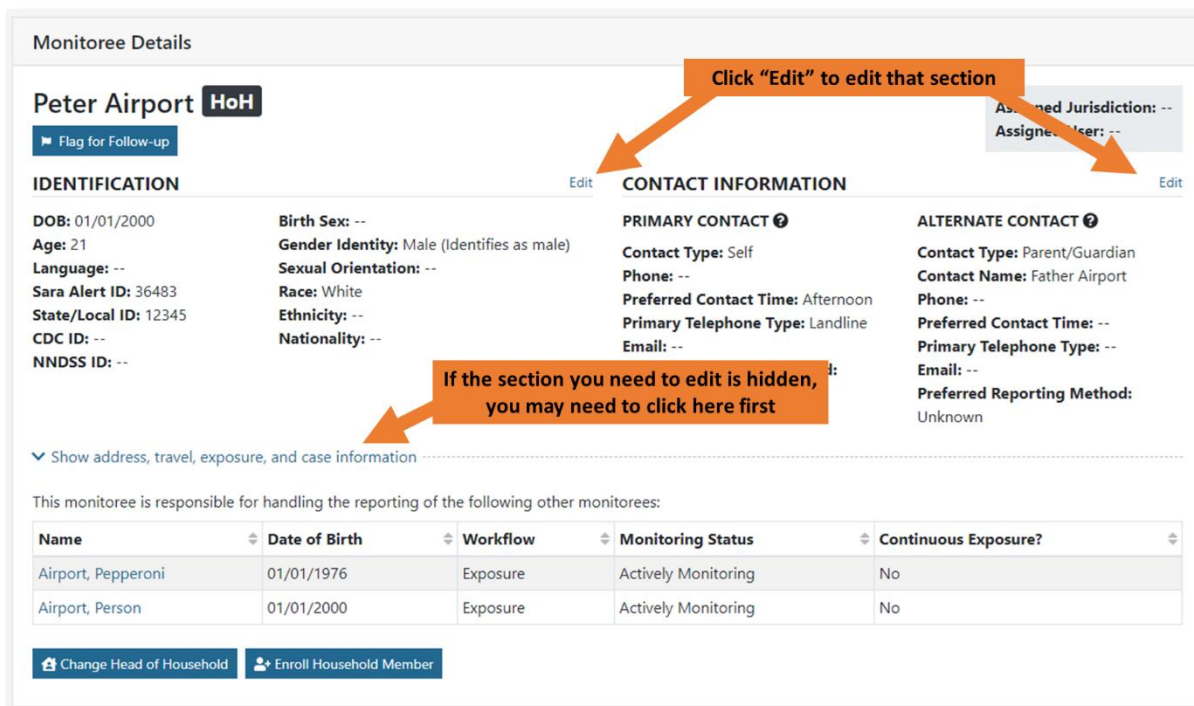 Monitoree Details
Click “Edit” to edit that section
Peter Airport HoH
Flag for Follow-up
Assigned Jurisdiction: --
Assigned User: --
IDENTIFICATION Edit
DOB: 01/01/2000
Age: 21
Language: --
Sara Alert ID: 36483
State/Local ID: 12345
CDC ID: --
NNDSS ID: --
Birth Sex: --
Gender Identity: Male (Identifies as male)
Sexual Orientation: --
Race: White
Ethnicity: --
Nationality: --
CONTACT INFORMATION Edit
PRIMARY CONTACT
Contact Type: Self
Phone: --
Preferred Contact Time: Afternoon
Primary Telephone Type: Landline
Email: --
ALTERNATE CONTACT
Contact Type: Parent/Guardian
Contact Name: Father Airport
Phone: --
Preferred Contact Time: --
Primary Telephone Type: --
Email: --
Preferred Reporting Method:
Unknown
If the section you need to edit is hidden,
you may need to click here first
Show address, travel, exposure, and case information
This monitoree is responsible for handling the reporting of the following other monitorees:
Name Date of Birth Workflow Monitoring Status Continuous Exposure?
Airport, Pepperoni 01/01/1976 Exposure Actively Monitoring No
Airport, Person 01/01/2000 Exposure Actively Monitoring No
Change Head of Household Enroll Household Member